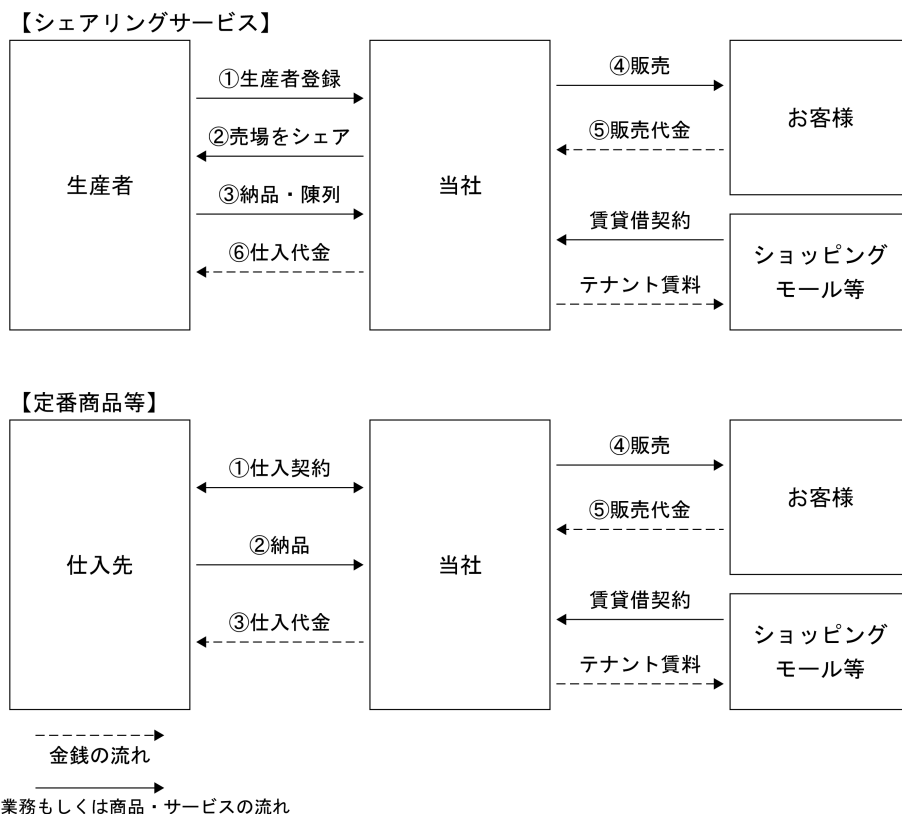 【シェアリングサービス】
生産者
①生産者登録
②売場をシェア
③納品・陳列
⑥仕入代金
当社
④販売
⑤販売代金
賃貸借契約
テナント賃料
お客様
ショッピング
モール等
【定番商品等】
仕入先
①仕入契約
②納品
③仕入代金
当社
④販売
⑤販売代金
賃貸借契約
テナント賃料
お客様
ショッピング
モール等
金銭の流れ
業務もしくは商品・サービスの流れ